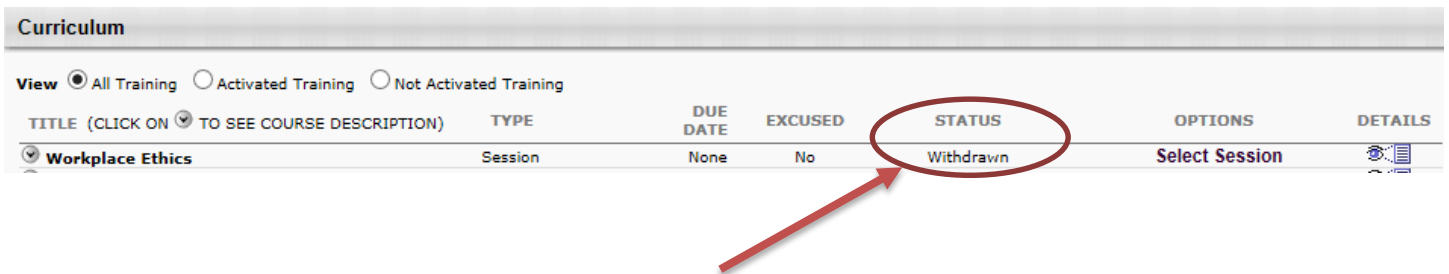 Curriculum
View All Training Activated Training Not Activated Training
TITLE (CLICK ON TO SEE COURSE DESCRIPTION) TYPE DUE DATE EXCUSED STATUS OPTIONS DETAILS
Workplace Ethics Session None No Withdrawn Select Session